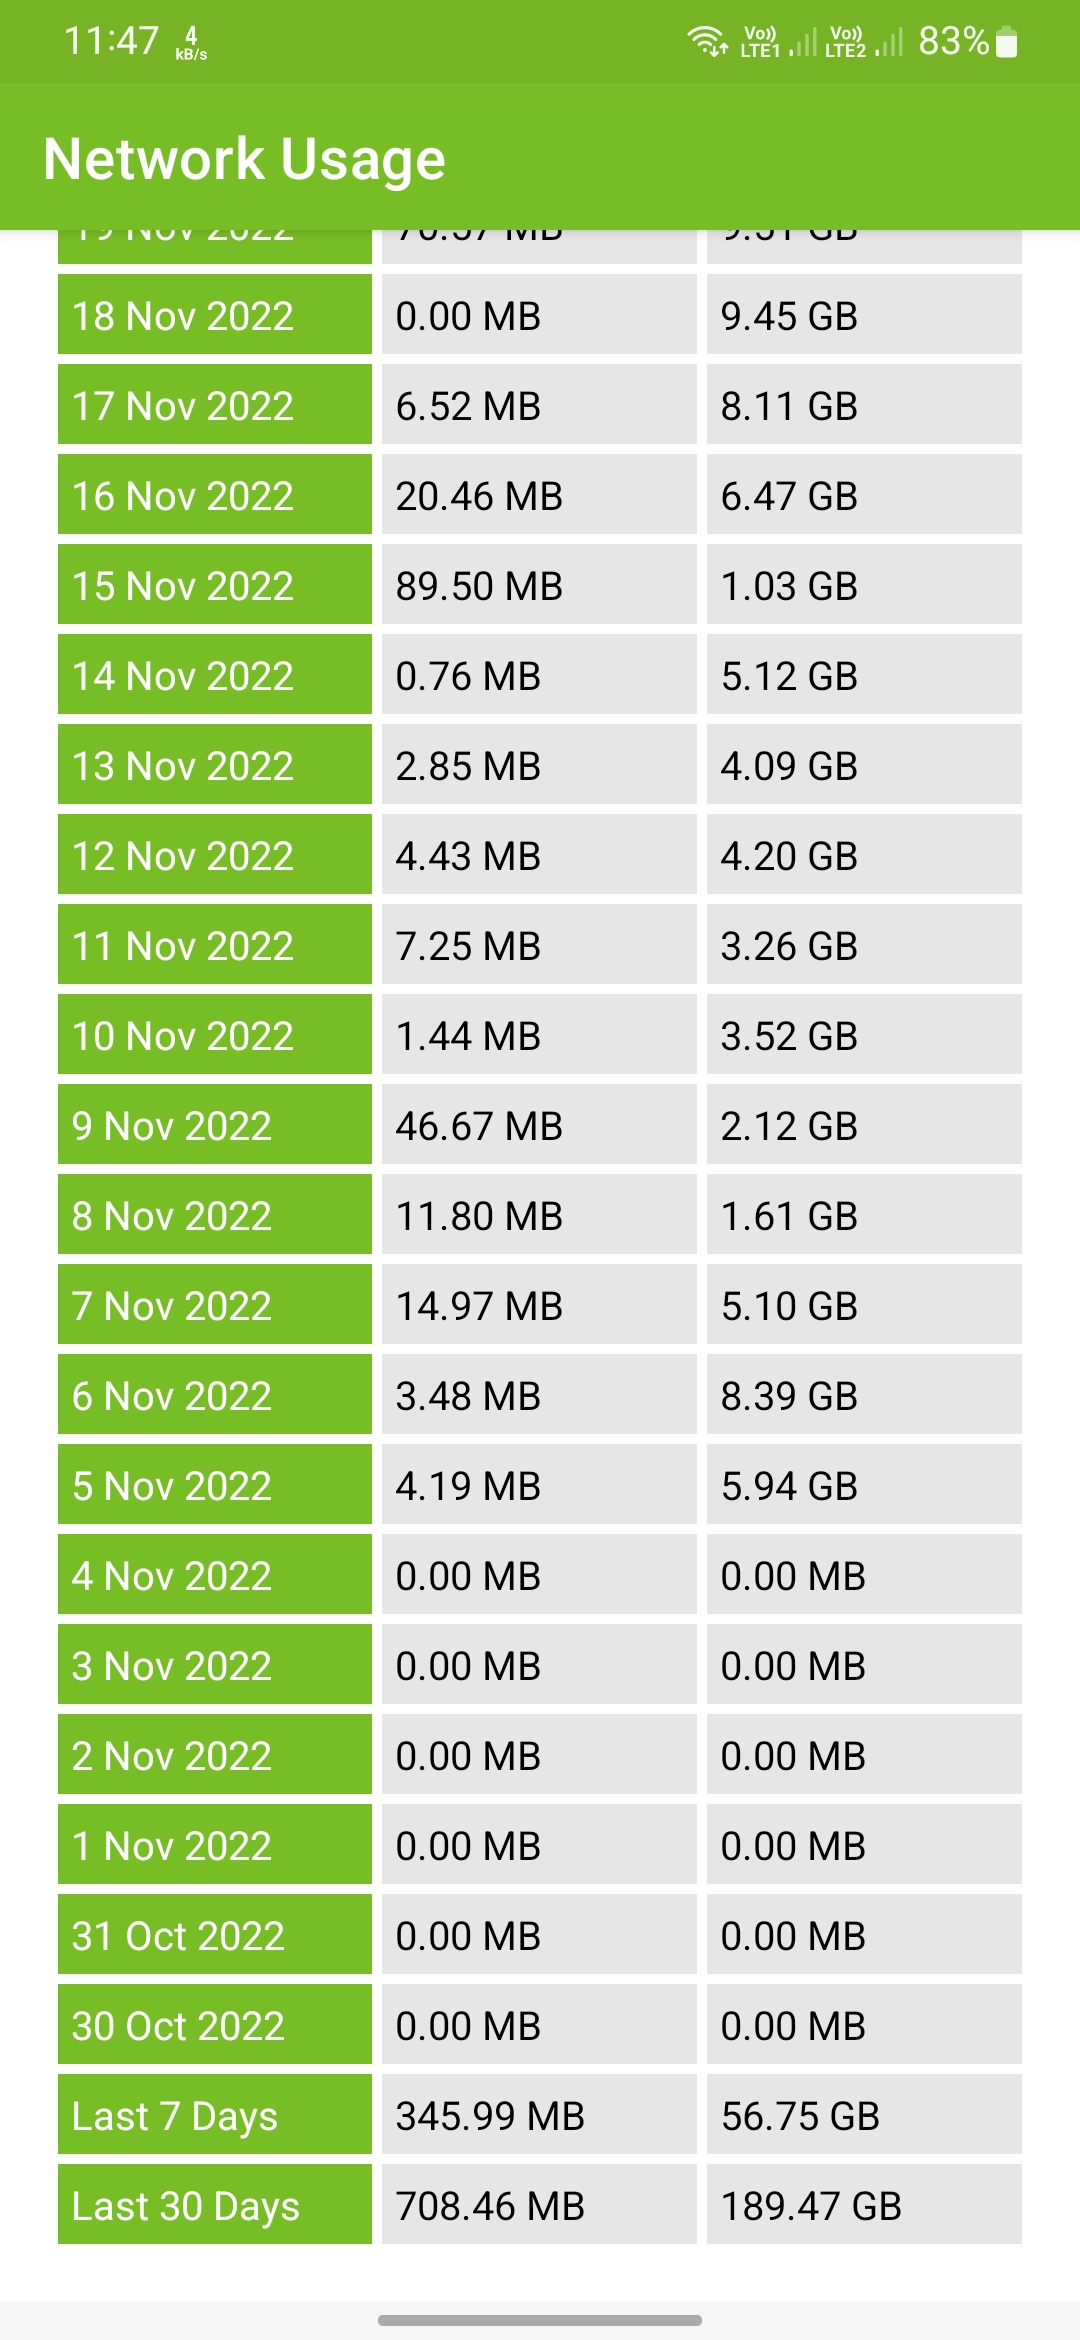 11:47 4 kB/s Vo)) LTE1 Vo)) LTE2 83%
Network Usage
19 Nov 2022 70.57 MB 9.51 GB
18 Nov 2022 0.00 MB 9.45 GB
17 Nov 2022 6.52 MB 8.11 GB
16 Nov 2022 20.46 MB 6.47 GB
15 Nov 2022 89.50 MB 1.03 GB
14 Nov 2022 0.76 MB 5.12 GB
13 Nov 2022 2.85 MB 4.09 GB
12 Nov 2022 4.43 MB 4.20 GB
11 Nov 2022 7.25 MB 3.26 GB
10 Nov 2022 1.44 MB 3.52 GB
9 Nov 2022 46.67 MB 2.12 GB
8 Nov 2022 11.80 MB 1.61 GB
7 Nov 2022 14.97 MB 5.10 GB
6 Nov 2022 3.48 MB 8.39 GB
5 Nov 2022 4.19 MB 5.94 GB
4 Nov 2022 0.00 MB 0.00 MB
3 Nov 2022 0.00 MB 0.00 MB
2 Nov 2022 0.00 MB 0.00 MB
1 Nov 2022 0.00 MB 0.00 MB
31 Oct 2022 0.00 MB 0.00 MB
30 Oct 2022 0.00 MB 0.00 MB
Last 7 Days 345.99 MB 56.75 GB
Last 30 Days 708.46 MB 189.47 GB